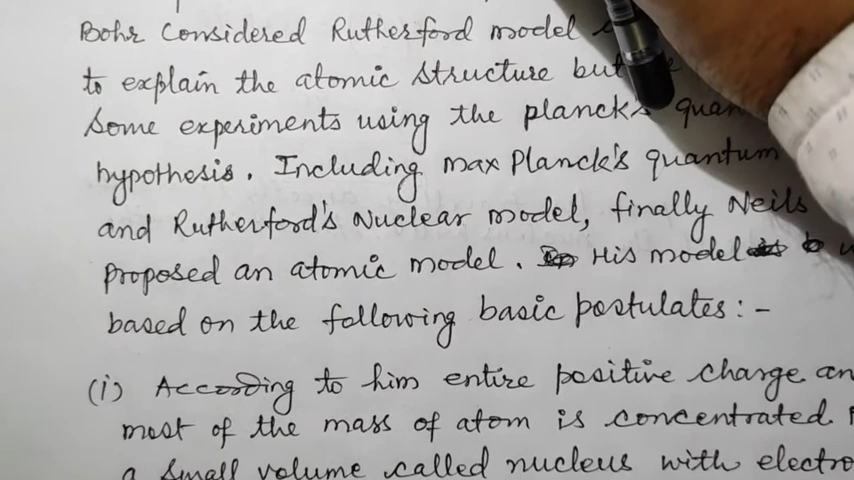 Bohr Considered Rutherford model
to explain the atomic structure but
some experiments using the planck's
hypothesis. Including max Planck's quantum
and Rutherford's Nuclear model, finally Neils
proposed an atomic model. His model
based on the following basic postulates:-
(i) According to him entire positive charge an
most of the mass of atom is concentrated
a small volume called nucleus with electro